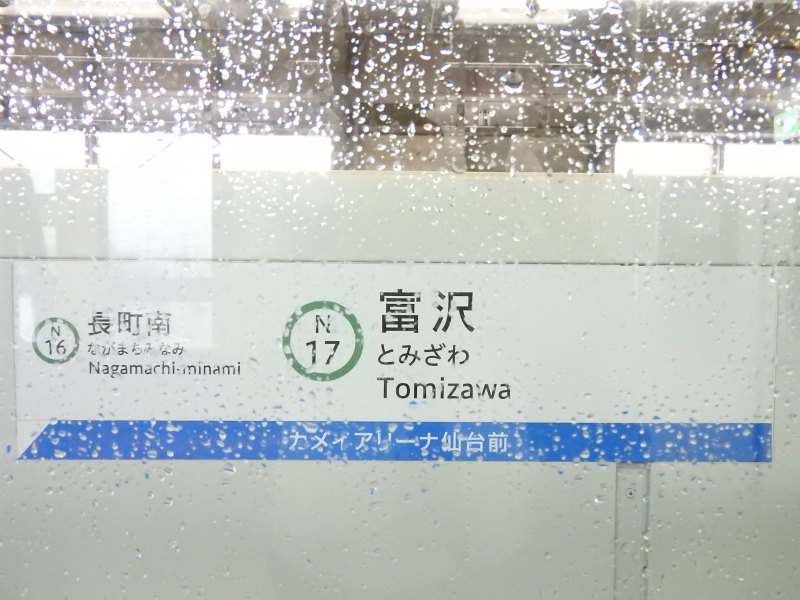 N
16
長町南
ながまちみなみ
Nagamachi-minami
N
17
富沢
とみざわ
Tomizawa
カメイアリーナ仙台前